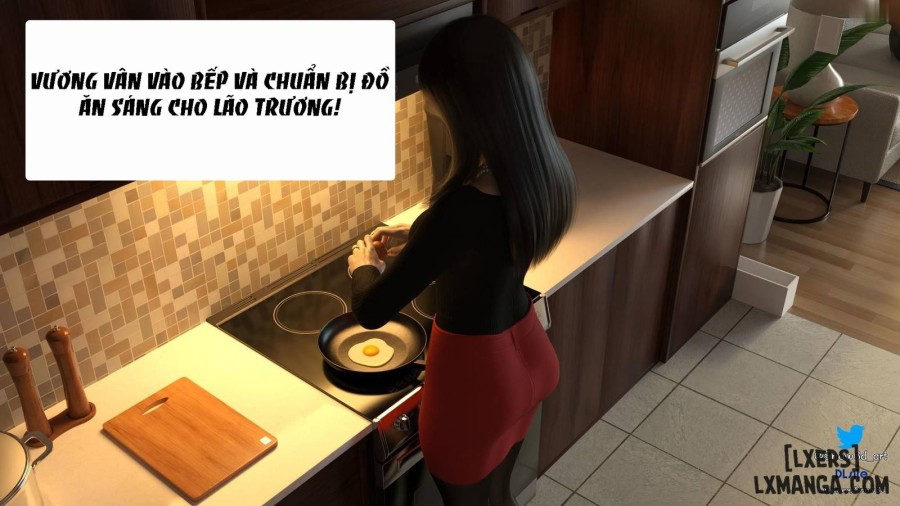 VƯƠNG VÂN VÀO BẾP VÀ CHUẨN BỊ ĐỒ
ĂN SÁNG CHO LÃO TRƯƠNG!
[LXERS]
LXMANGA.COM